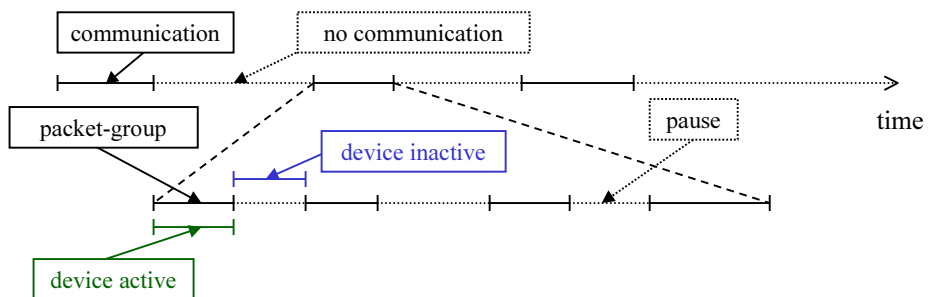 communication
no communication
time
packet-group
pause
device inactive
device active